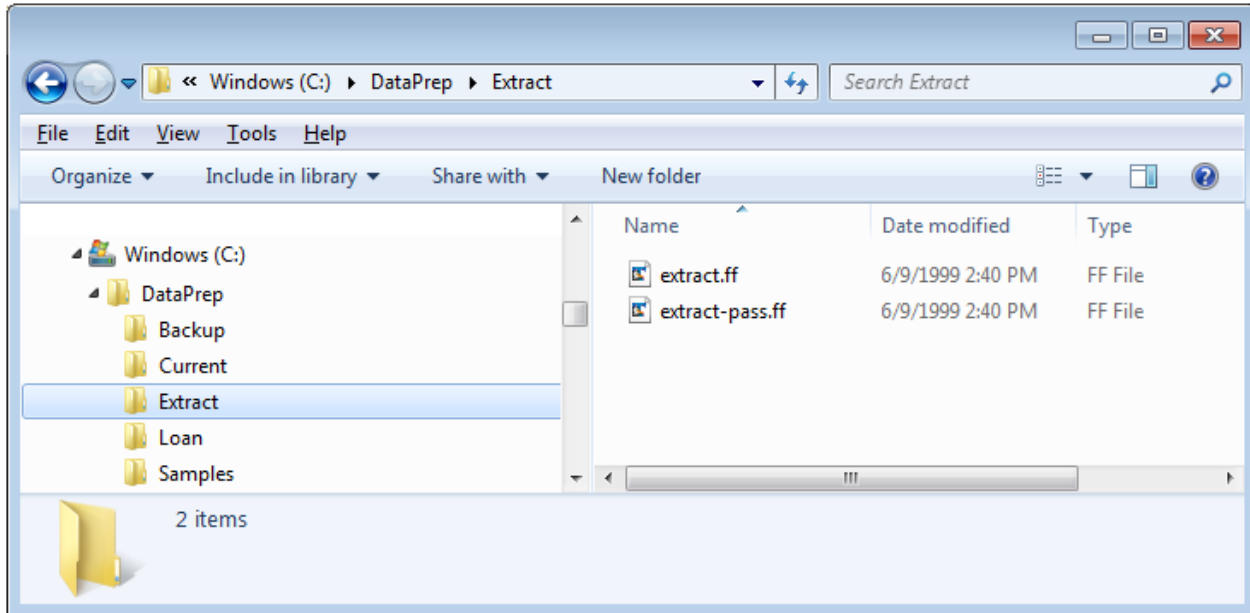 « Windows (C:) ▸ DataPrep ▸ Extract Search Extract
File Edit View Tools Help
Organize Include in library Share with New folder
Name Date modified Type
Windows (C:)
DataPrep
Backup
Current
Extract
Loan
Samples
extract.ff 6/9/1999 2:40 PM FF File
extract-pass.ff 6/9/1999 2:40 PM FF File
2 items